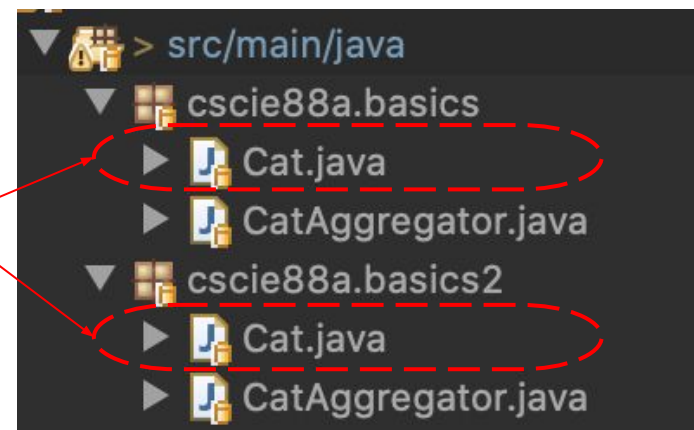 > src/main/java
cscie88a.basics
Cat.java
CatAggregator.java
cscie88a.basics2
Cat.java
CatAggregator.java